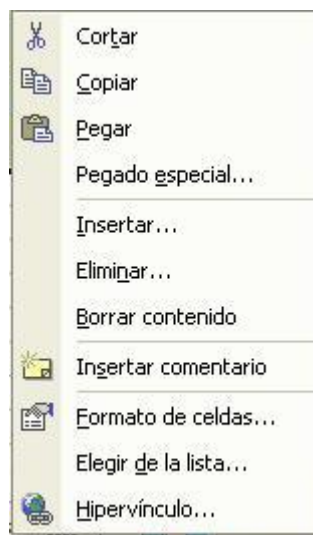 Cortar
Copiar
Pegar
Pegado especial...
Insertar...
Eliminar...
Borrar contenido
Insertar comentario
Formato de celdas...
Elegir de la lista...
Hipervínculo...